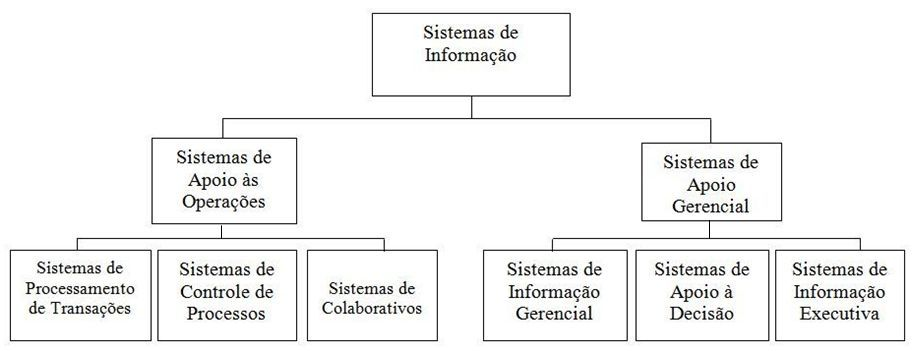 Sistemas de
Informação
Sistemas de
Apoio às
Operações
Sistemas de
Apoio
Gerencial
Sistemas de
Processamento
de Transações
Sistemas de
Controle de
Processos
Sistemas de
Colaborativos
Sistemas de
Informação
Gerencial
Sistemas de
Apoio à
Decisão
Sistemas de
Informação
Executiva